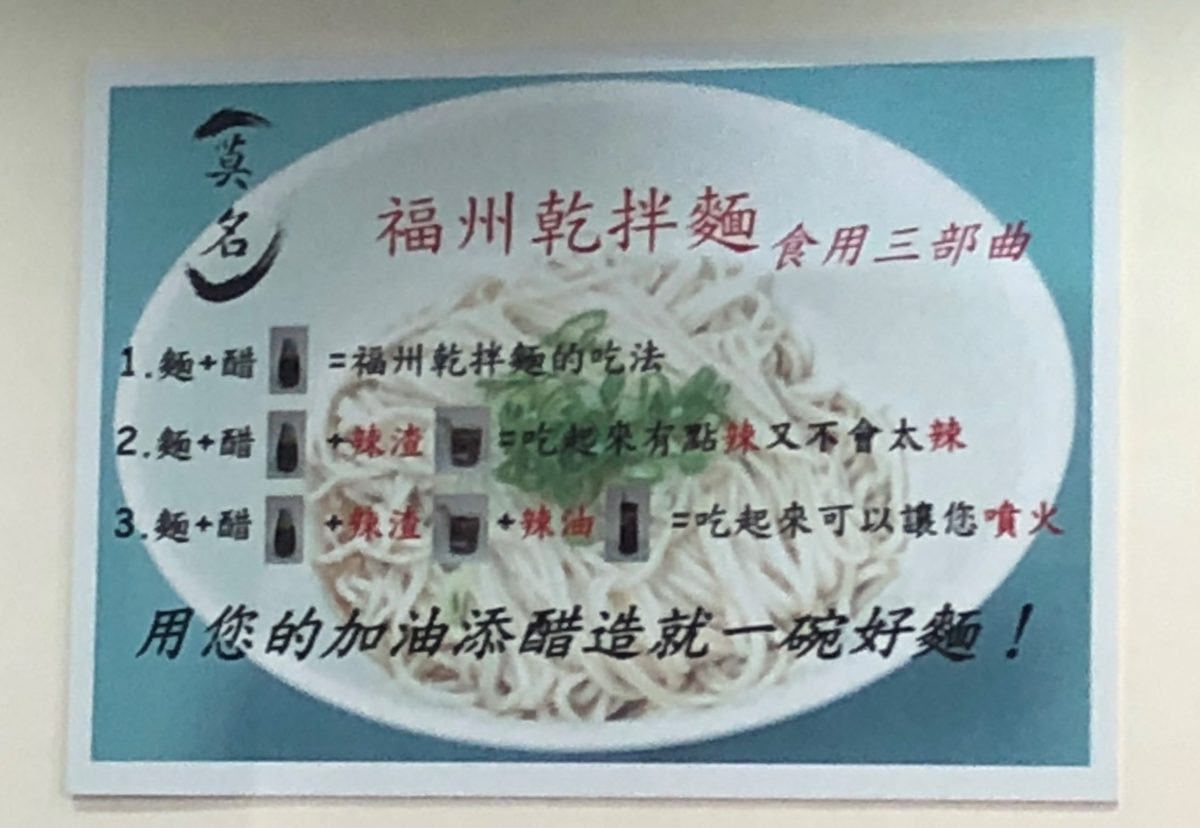 莫名
福州乾拌麵 食用三部曲
1.麵+醋 =福州乾拌麵的吃法
2.麵+醋 +辣渣 =吃起來有點辣又不會太辣
3.麵+醋 +辣渣 +辣油 =吃起來可以讓您噴火
用您的加油添醋造就一碗好麵！